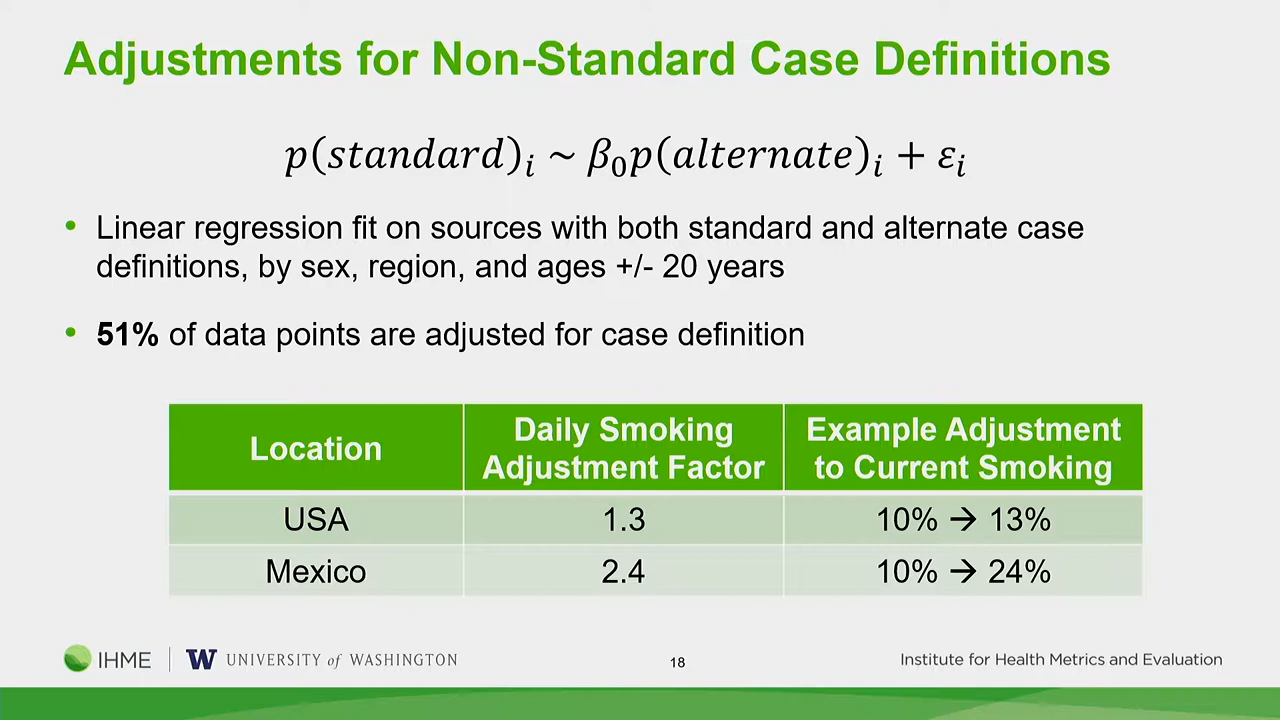 Adjustments for Non-Standard Case Definitions
p(standard)ᵢ ~ β₀p(alternate)ᵢ + εᵢ
• Linear regression fit on sources with both standard and alternate case
definitions, by sex, region, and ages +/- 20 years
• 51% of data points are adjusted for case definition
Location
Daily Smoking
Adjustment Factor
Example Adjustment
to Current Smoking
USA
1.3
10% → 13%
Mexico
2.4
10% → 24%
IHME
W UNIVERSITY of WASHINGTON
18
Institute for Health Metrics and Evaluation